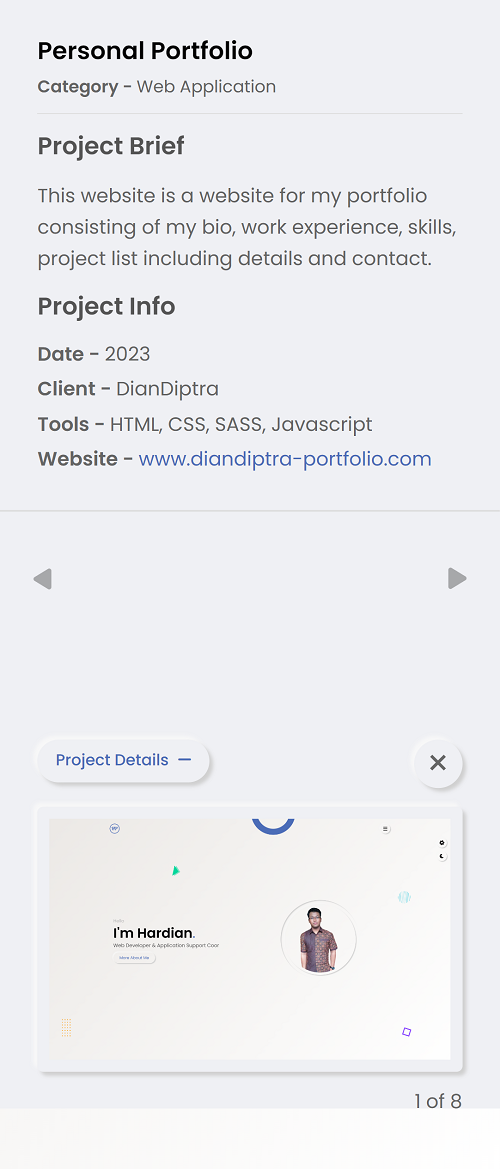 Personal Portfolio
Category - Web Application
Project Brief
This website is a website for my portfolio
consisting of my bio, work experience, skills,
project list including details and contact.
Project Info
Date - 2023
Client - DianDiptra
Tools - HTML, CSS, SASS, Javascript
Website - www.diandiptra-portfolio.com
Project Details −
I'm Hardian.
Web Developer & Application Support Coor
More About Me
1 of 8